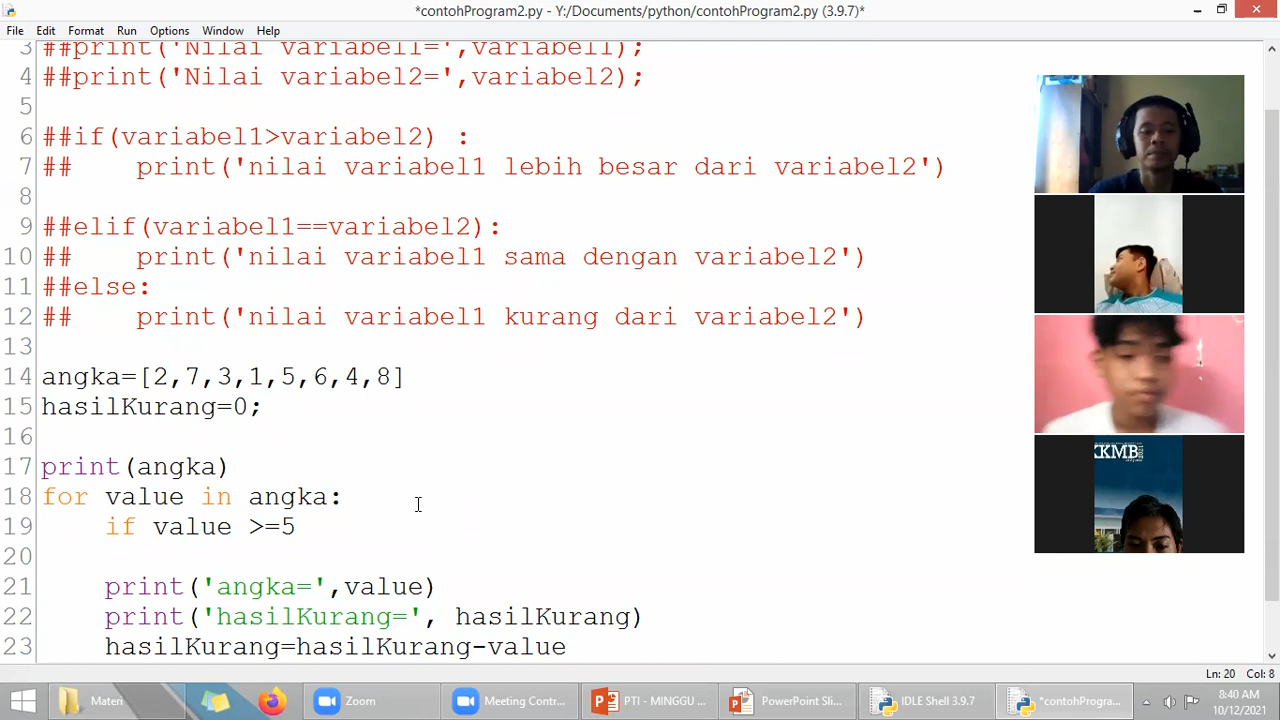 *contohProgram2.py - Y:/Documents/python/contohProgram2.py (3.9.7)*
File Edit Format Run Options Window Help
3 ##print('Nilai variabel1=',variabel1);
4 ##print('Nilai variabel2=',variabel2);
5
6 ##if(variabel1>variabel2) :
7 ##    print('nilai variabel1 lebih besar dari variabel2')
8
9 ##elif(variabel1==variabel2):
10 ##    print('nilai variabel1 sama dengan variabel2')
11 ##else:
12 ##    print('nilai variabel1 kurang dari variabel2')
13
14 angka=[2,7,3,1,5,6,4,8]
15 hasilKurang=0;
16
17 print(angka)
18 for value in angka:
19     if value >=5
20
21     print('angka=',value)
22     print('hasilKurang=', hasilKurang)
23     hasilKurang=hasilKurang-value
KKMB
Ln: 20 Col: 8
Materi
Zoom
Meeting Contr...
PTI - MINGGU ...
PowerPoint Sli...
IDLE Shell 3.9.7
*contohProgra...
8:40 AM
10/12/2021